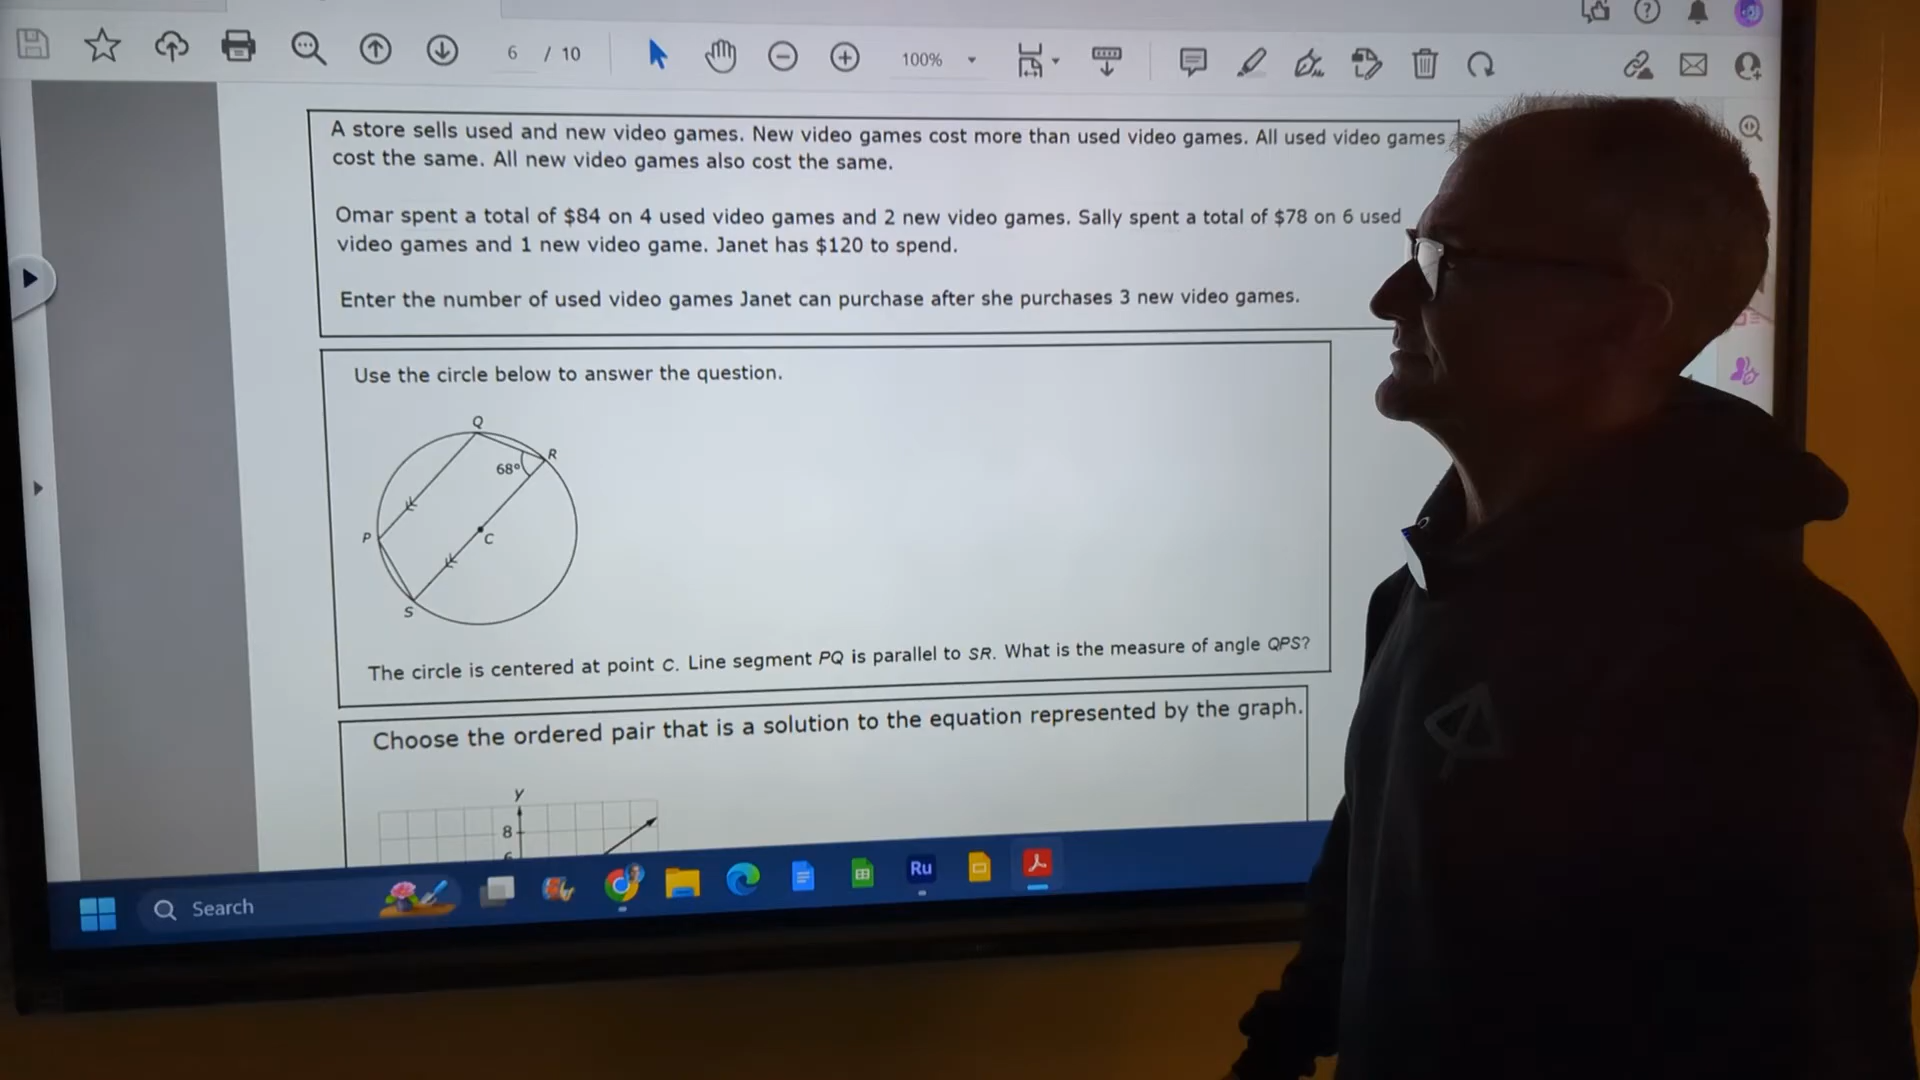 6 / 10
100%
A store sells used and new video games. New video games cost more than used video games. All used video games
cost the same. All new video games also cost the same.
Omar spent a total of $84 on 4 used video games and 2 new video games. Sally spent a total of $78 on 6 used
video games and 1 new video game. Janet has $120 to spend.
Enter the number of used video games Janet can purchase after she purchases 3 new video games.
Use the circle below to answer the question.
Q
R
68°
P
C
S
The circle is centered at point C. Line segment PQ is parallel to SR. What is the measure of angle QPS?
Choose the ordered pair that is a solution to the equation represented by the graph.
y
8
Search
Ru